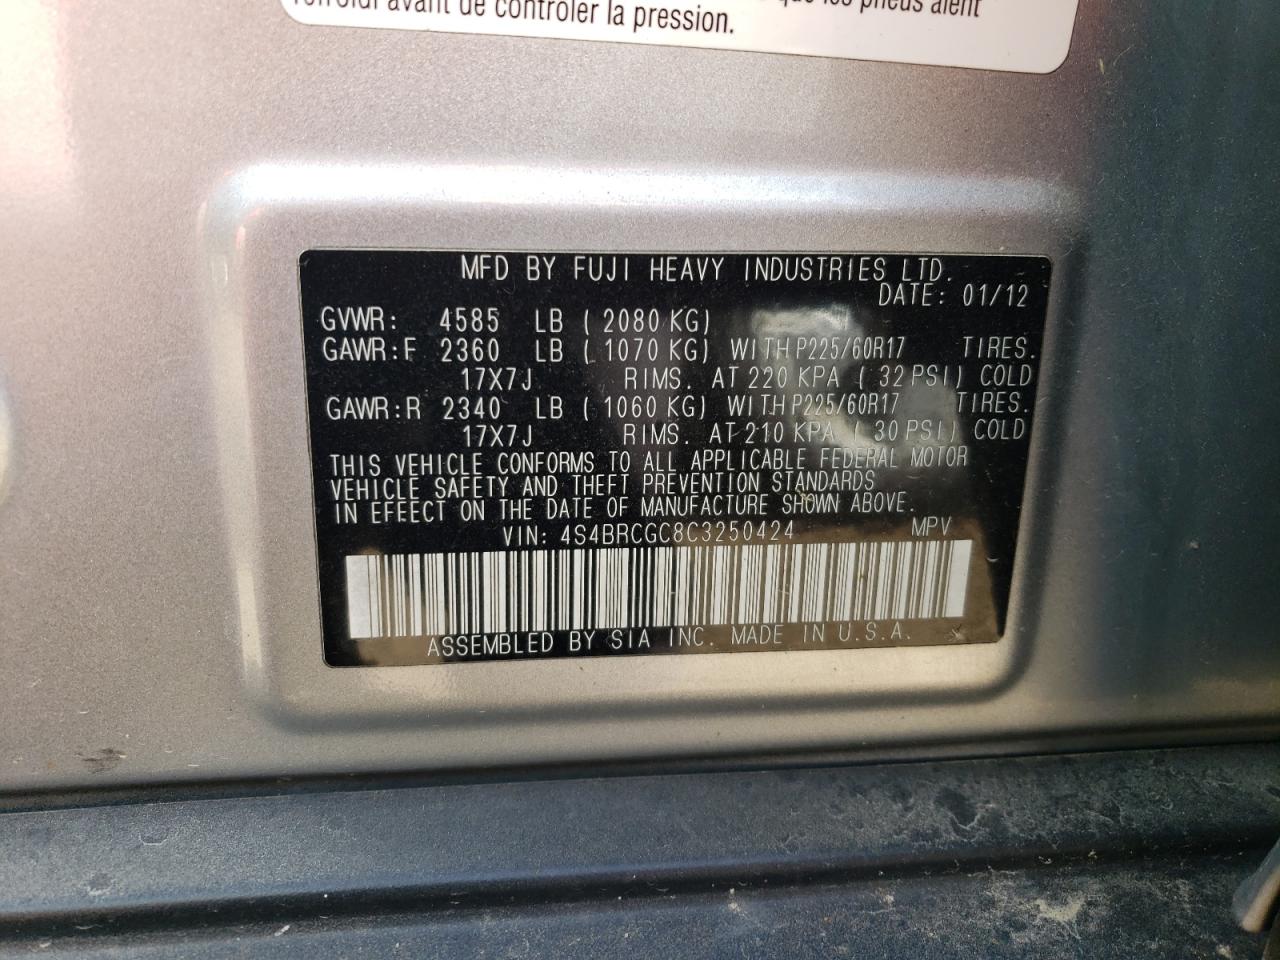 refroidi avant de contrôler la pression.
que les pneus aient
MFD BY FUJI HEAVY INDUSTRIES LTD.
DATE: 01/12
GVWR: 4585 LB ( 2080 KG)
GAWR:F 2360 LB ( 1070 KG) WITH P225/60R17 TIRES.
17X7J RIMS. AT 220 KPA ( 32 PSI) COLD
GAWR:R 2340 LB ( 1060 KG) WITH P225/60R17 TIRES.
17X7J RIMS. AT 210 KPA ( 30 PSI) COLD
THIS VEHICLE CONFORMS TO ALL APPLICABLE FEDERAL MOTOR
VEHICLE SAFETY AND THEFT PREVENTION STANDARDS
IN EFFECT ON THE DATE OF MANUFACTURE SHOWN ABOVE.
VIN: 4S4BRCGC8C3250424 MPV
ASSEMBLED BY SIA INC. MADE IN U.S.A.